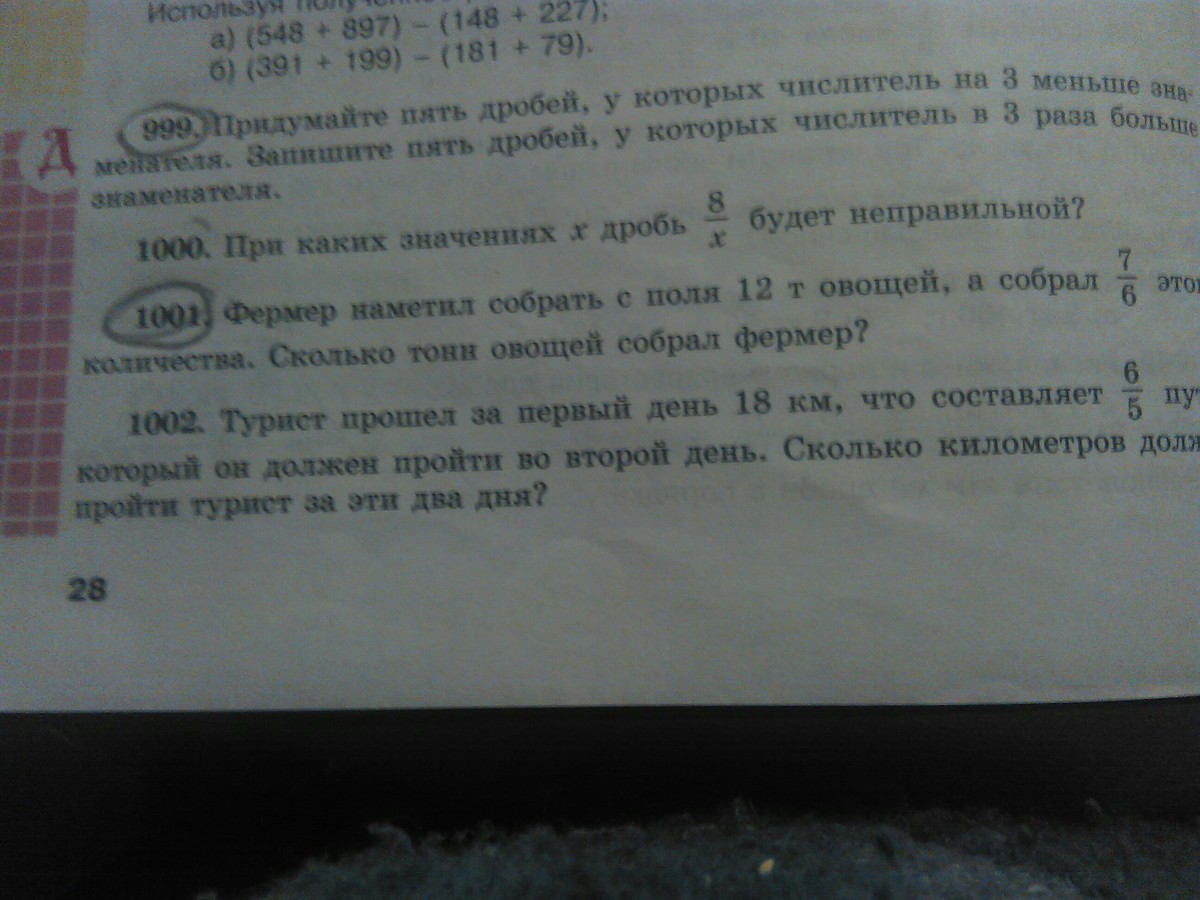 Используя
а) (548 + 897) − (148 + 227);
б) (391 + 199) − (181 + 79).
Д 999. Придумайте пять дробей, у которых числитель на 3 меньше зна-
менателя. Запишите пять дробей, у которых числитель в 3 раза больше
знаменателя.
1000. При каких значениях x дробь 8/x будет неправильной?
1001. Фермер наметил собрать с поля 12 т овощей, а собрал 7/6 этог
количества. Сколько тонн овощей собрал фермер?
1002. Турист прошел за первый день 18 км, что составляет 6/5 пут
который он должен пройти во второй день. Сколько километров долж
пройти турист за эти два дня?
28